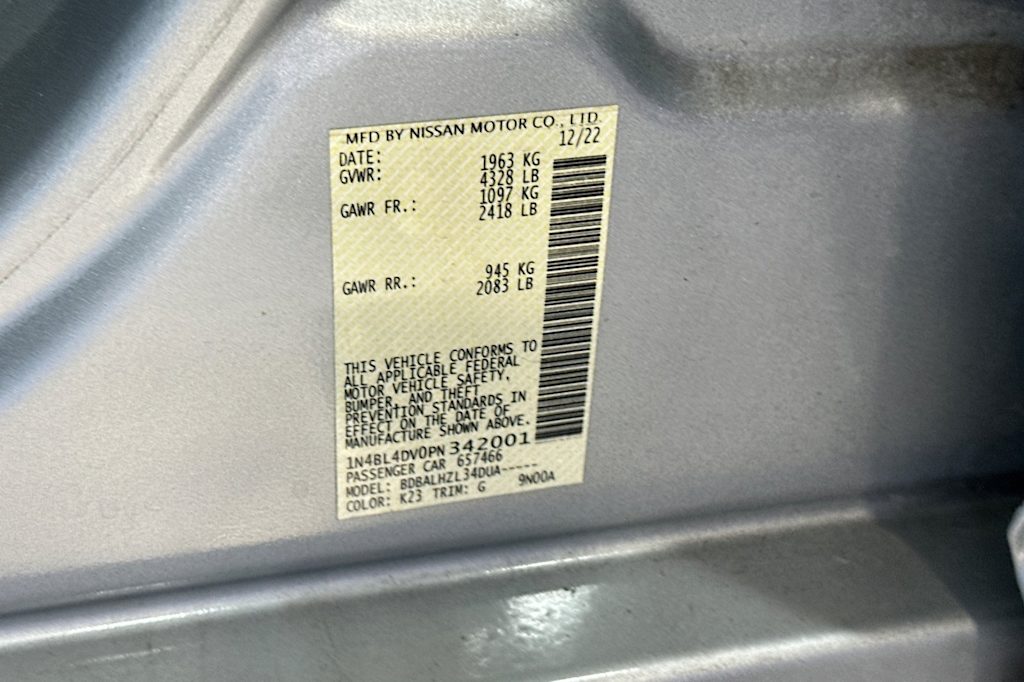 MFD BY NISSAN MOTOR CO., LTD.
DATE: 12/22
GVWR: 1963 KG
4328 LB
GAWR FR.: 1097 KG
2418 LB
GAWR RR.: 945 KG
2083 LB
THIS VEHICLE CONFORMS TO
ALL APPLICABLE FEDERAL
MOTOR VEHICLE SAFETY,
BUMPER, AND THEFT
PREVENTION STANDARDS IN
EFFECT ON THE DATE OF
MANUFACTURE SHOWN ABOVE.
1N4BL4DV0PN342001
PASSENGER CAR 657466
MODEL: BDBALHZL34DUA-----
COLOR: K23 TRIM: G 9N00A